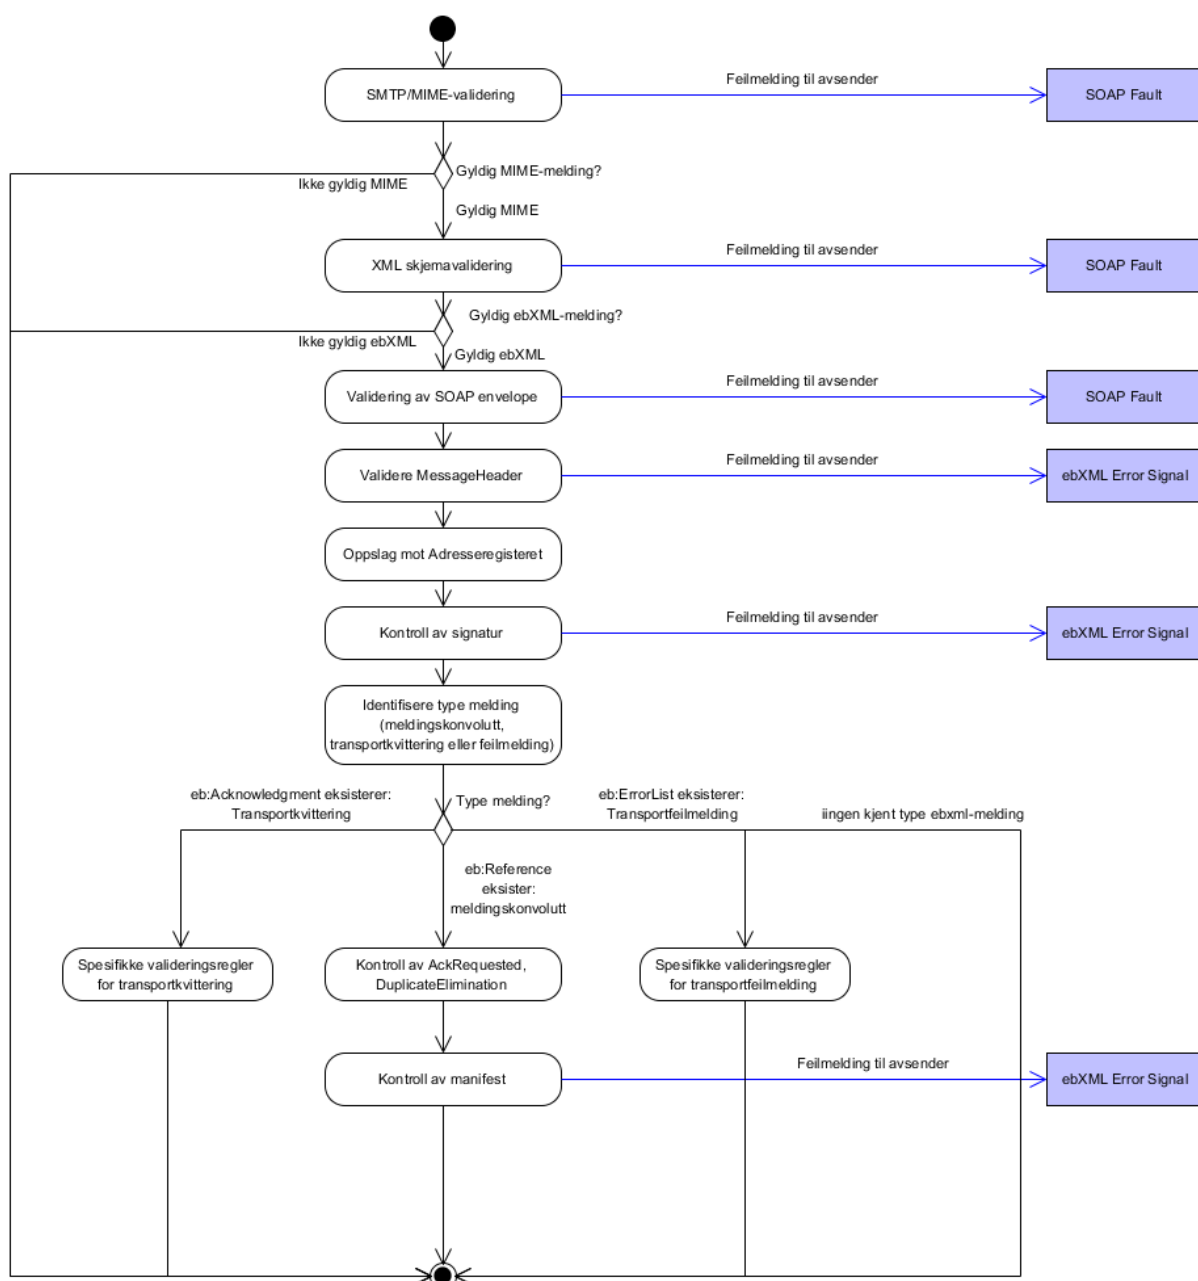 SMTP/MIME-validering
Feilmelding til avsender
SOAP Fault
Gyldig MIME-melding?
Ikke gyldig MIME
Gyldig MIME
XML skjemavalidering
Feilmelding til avsender
SOAP Fault
Gyldig ebXML-melding?
Ikke gyldig ebXML
Gyldig ebXML
Validering av SOAP envelope
Feilmelding til avsender
SOAP Fault
Validere MessageHeader
Feilmelding til avsender
ebXML Error Signal
Oppslag mot Adresseregisteret
Kontroll av signatur
Feilmelding til avsender
ebXML Error Signal
Identifisere type melding
(meldingskonvolutt,
transportkvittering eller feilmelding)
eb:Acknowledgment eksisterer:
Transportkvittering
Type melding?
eb:ErrorList eksisterer:
Transportfeilmelding
iingen kjent type ebxml-melding
eb:Reference
eksister:
meldingskonvolutt
Spesifikke valideringsregler
for transportkvittering
Kontroll av AckRequested,
DuplicateElimination
Spesifikke valideringsregler
for transportfeilmelding
Kontroll av manifest
Feilmelding til avsender
ebXML Error Signal